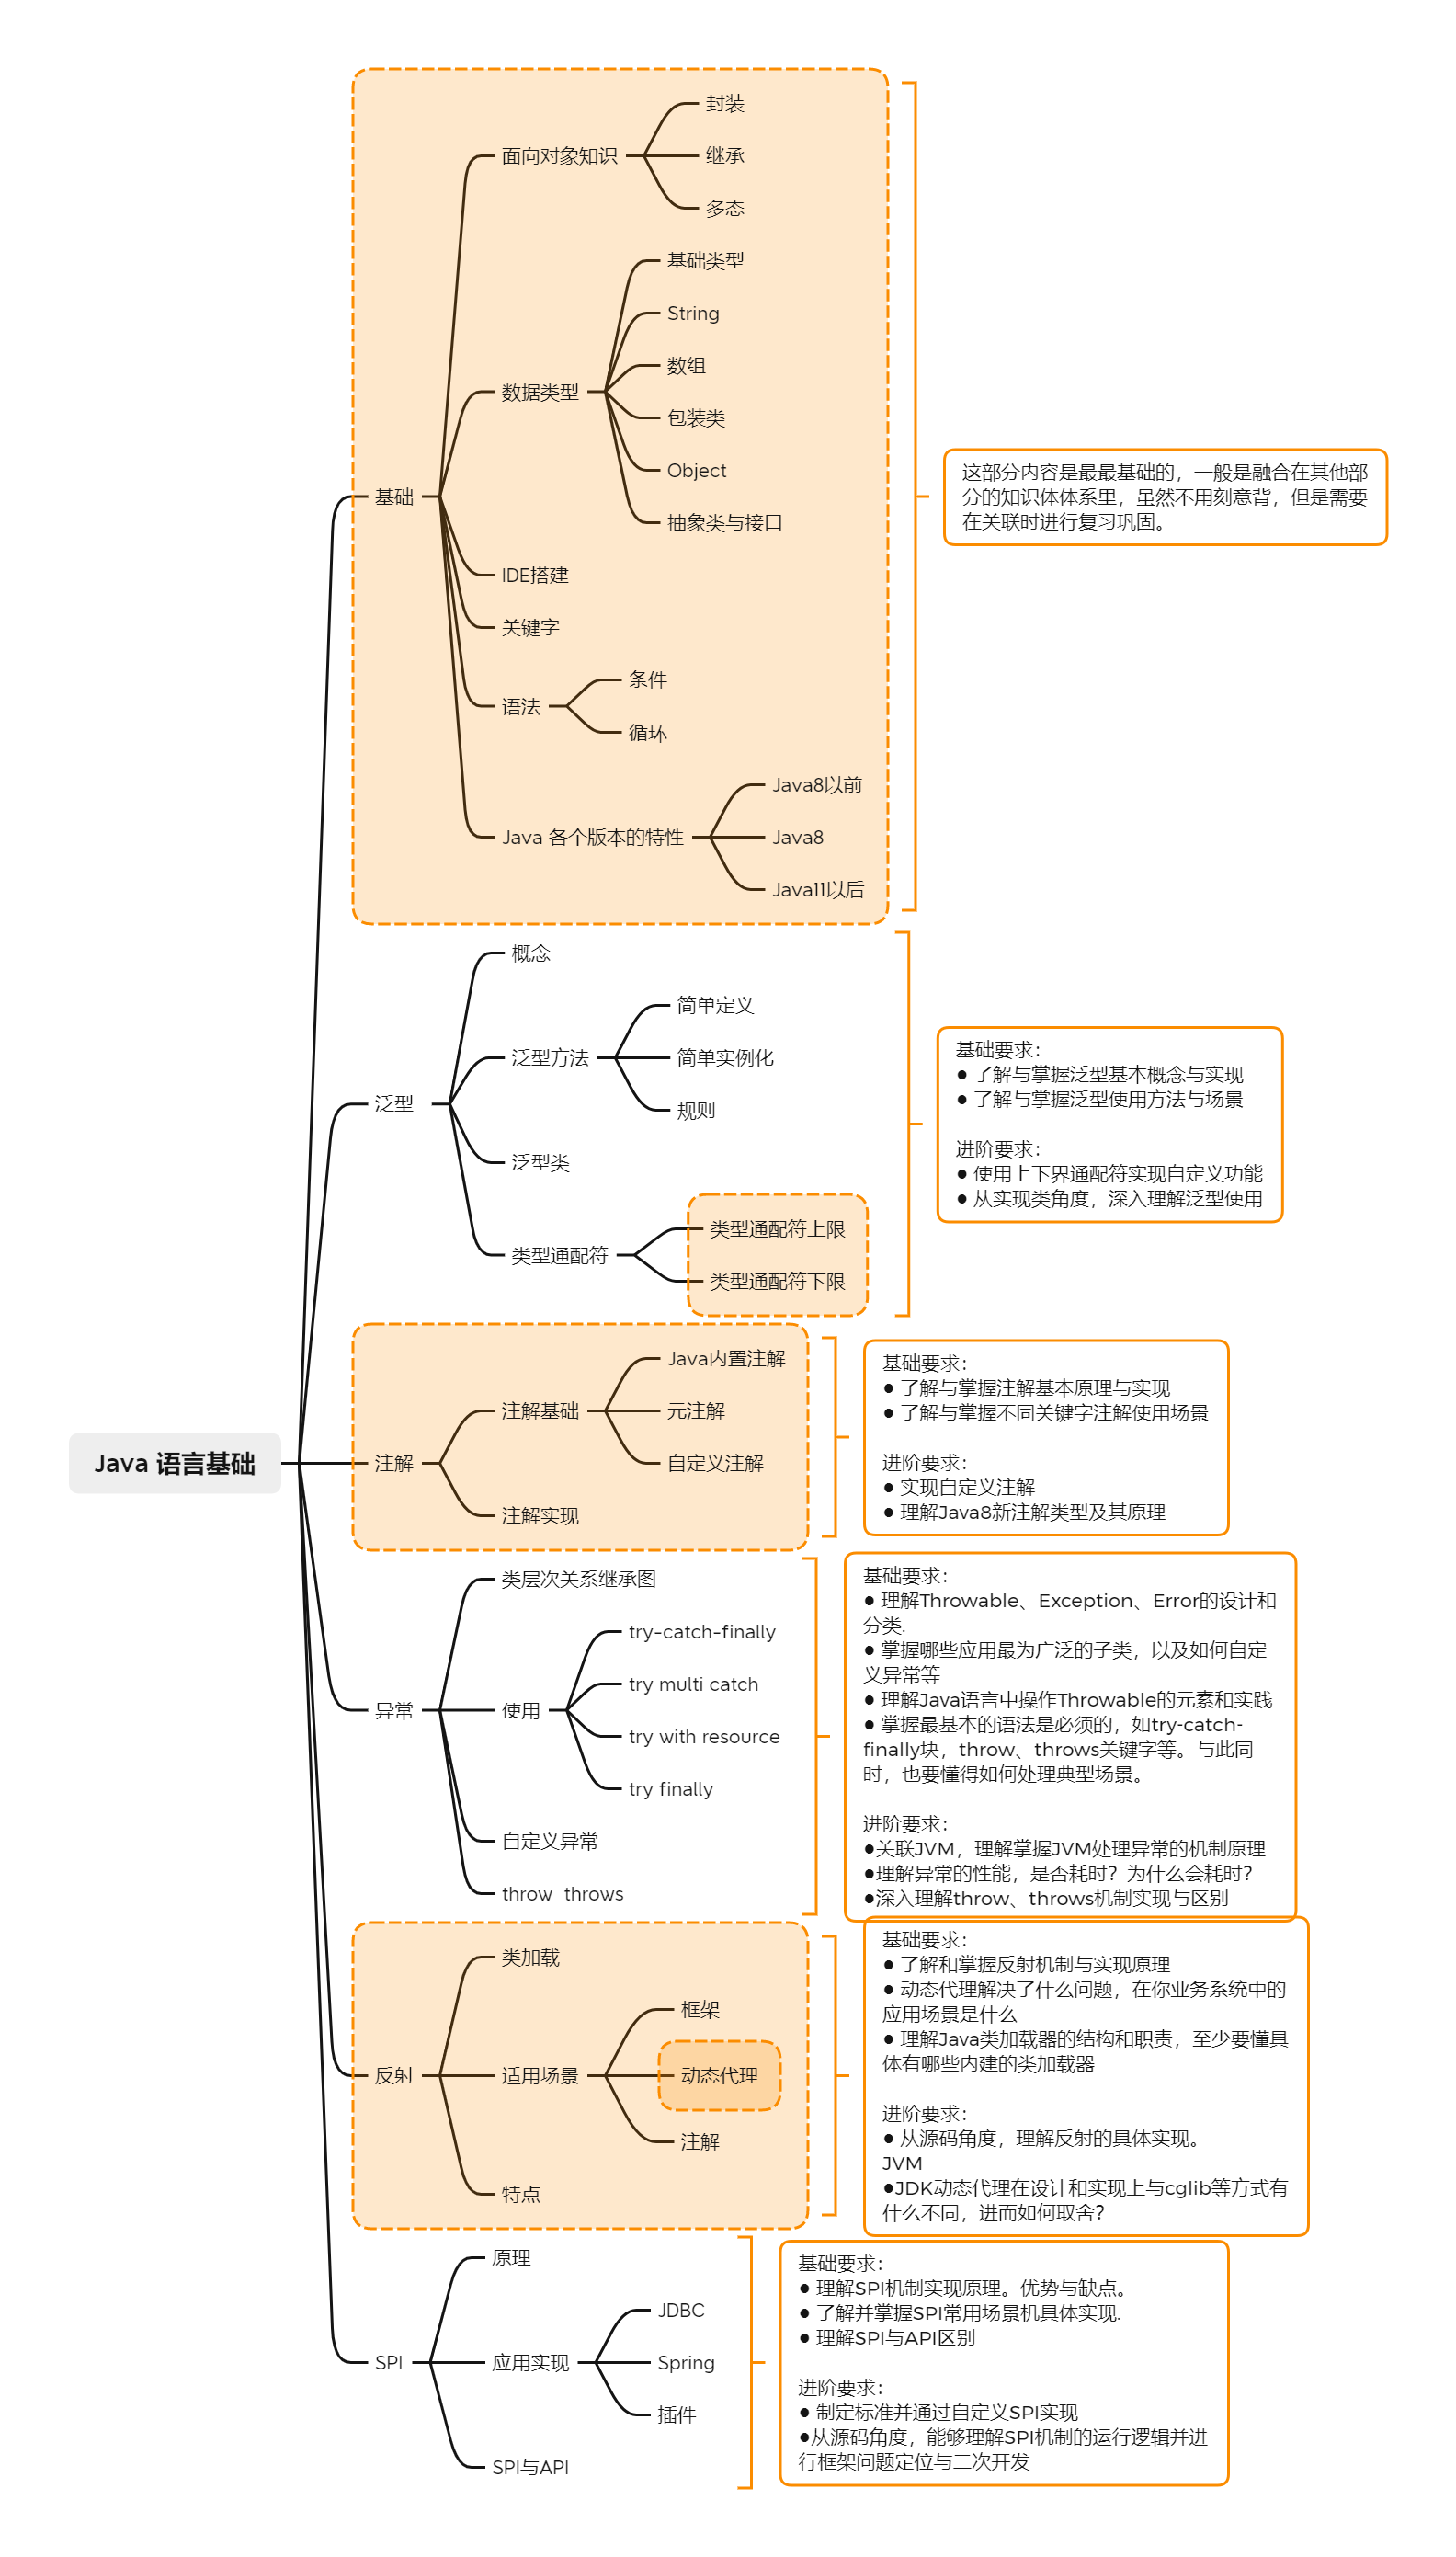 Java 语言基础
基础
面向对象知识
封装
继承
多态
数据类型
基础类型
String
数组
包装类
Object
抽象类与接口
IDE搭建
关键字
语法
条件
循环
Java 各个版本的特性
Java8以前
Java8
Java11以后
这部分内容是最最基础的，一般是融合在其他部
分的知识体体系里，虽然不用刻意背，但是需要
在关联时进行复习巩固。
泛型
概念
泛型方法
简单定义
简单实例化
规则
泛型类
类型通配符
类型通配符上限
类型通配符下限
基础要求：
● 了解与掌握泛型基本概念与实现
● 了解与掌握泛型使用方法与场景
进阶要求：
● 使用上下界通配符实现自定义功能
● 从实现类角度，深入理解泛型使用
注解
注解基础
Java内置注解
元注解
自定义注解
注解实现
基础要求：
● 了解与掌握注解基本原理与实现
● 了解与掌握不同关键字注解使用场景
进阶要求：
● 实现自定义注解
● 理解Java8新注解类型及其原理
异常
类层次关系继承图
使用
try-catch-finally
try multi catch
try with resource
try finally
自定义异常
throw  throws
基础要求：
● 理解Throwable、Exception、Error的设计和
分类.
● 掌握哪些应用最为广泛的子类，以及如何自定
义异常等
● 理解Java语言中操作Throwable的元素和实践
● 掌握最基本的语法是必须的，如try-catch-
finally块，throw、throws关键字等。与此同
时，也要懂得如何处理典型场景。
进阶要求：
●关联JVM，理解掌握JVM处理异常的机制原理
●理解异常的性能，是否耗时？为什么会耗时？
●深入理解throw、throws机制实现与区别
反射
类加载
适用场景
框架
动态代理
注解
特点
基础要求：
● 了解和掌握反射机制与实现原理
● 动态代理解决了什么问题，在你业务系统中的
应用场景是什么
● 理解Java类加载器的结构和职责，至少要懂具
体有哪些内建的类加载器
进阶要求：
● 从源码角度，理解反射的具体实现。
JVM
●JDK动态代理在设计和实现上与cglib等方式有
什么不同，进而如何取舍？
SPI
原理
应用实现
JDBC
Spring
插件
SPI与API
基础要求：
● 理解SPI机制实现原理。优势与缺点。
● 了解并掌握SPI常用场景机具体实现.
● 理解SPI与API区别
进阶要求：
● 制定标准并通过自定义SPI实现
●从源码角度，能够理解SPI机制的运行逻辑并进
行框架问题定位与二次开发